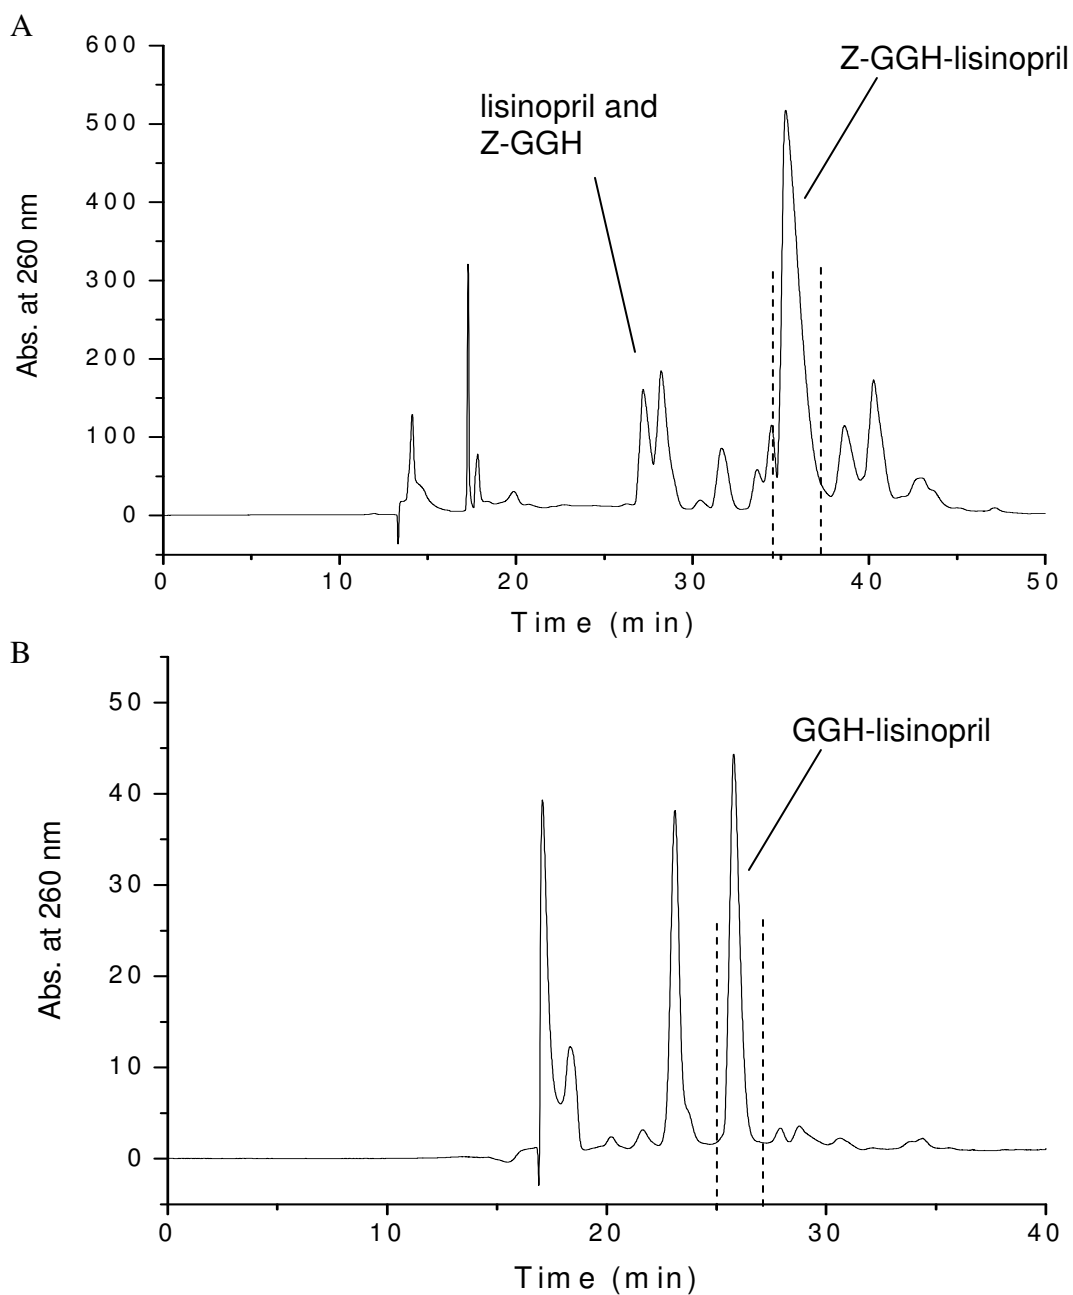 A
Z-GGH-lisinopril
lisinopril and
Z-GGH
Abs. at 260 nm
600
500
400
300
200
100
0
0 10 20 30 40 50
Time (min)
B
GGH-lisinopril
Abs. at 260 nm
50
40
30
20
10
0
0 10 20 30 40
Time (min)